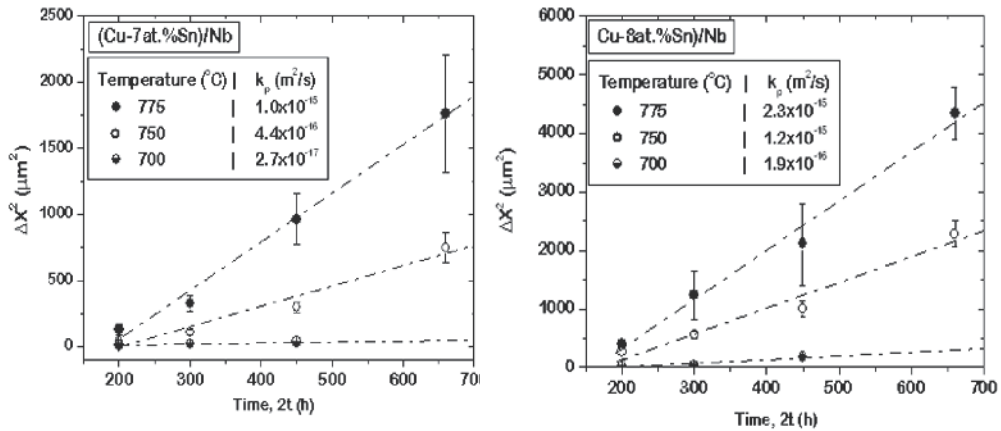 (Cu-7at.%Sn)/Nb
Temperature (°C) | kₚ (m²/s)
775 | 1.0x10⁻¹⁵
750 | 4.4x10⁻¹⁶
700 | 2.7x10⁻¹⁷
2500
2000
1500
1000
500
0
ΔX² (μm²)
200 300 400 500 600 700
Time, 2t (h)
Cu-8at.%Sn)/Nb
Temperature (°C) | kₚ (m²/s)
775 | 2.3x10⁻¹⁵
750 | 1.2x10⁻¹⁵
700 | 1.9x10⁻¹⁶
6000
5000
4000
3000
2000
1000
0
ΔX² (μm²)
200 300 400 500 600 700
Time, 2t (h)